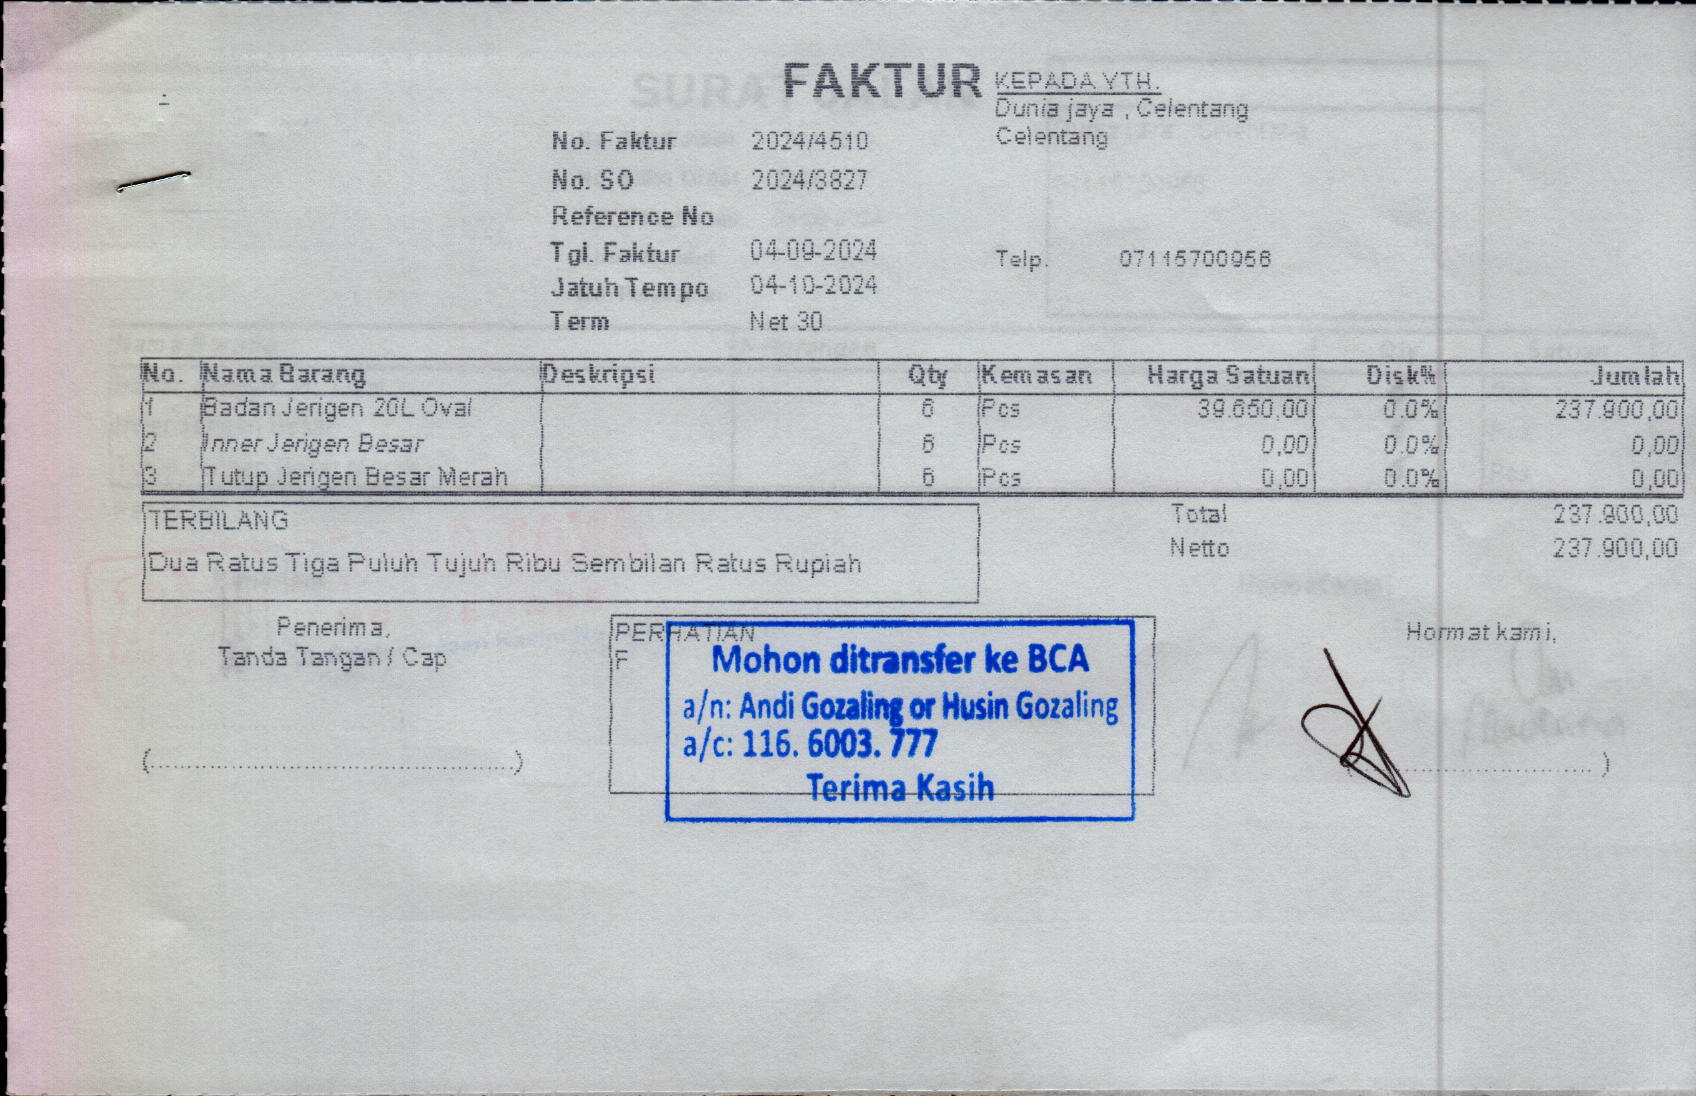 FAKTUR
KEPADA YTH.
Dunia jaya , Celentang
Celentang
No. Faktur 2024/4510
No. SO 2024/3827
Reference No
Tgl. Faktur 04-09-2024
Jatuh Tempo 04-10-2024
Term Net 30
Telp. 07115700956
No. Nama Barang Deskripsi Qty Kemasan Harga Satuan Disk% Jumlah
1 Badan Jerigen 20L Oval 6 Pcs 39.650,00 0.0% 237.900,00
2 Inner Jerigen Besar 6 Pcs 0,00 0.0% 0,00
3 Tutup Jerigen Besar Merah 6 Pcs 0,00 0.0% 0,00
TERBILANG
Dua Ratus Tiga Puluh Tujuh Ribu Sembilan Ratus Rupiah
Total 237.900,00
Netto 237.900,00
Penerima,
Tanda Tangan / Cap
(..............................................)
PERHATIAN
F
Mohon ditransfer ke BCA
a/n: Andi Gozaling or Husin Gozaling
a/c: 116. 6003. 777
Terima Kasih
Hormat kami,
(................................)